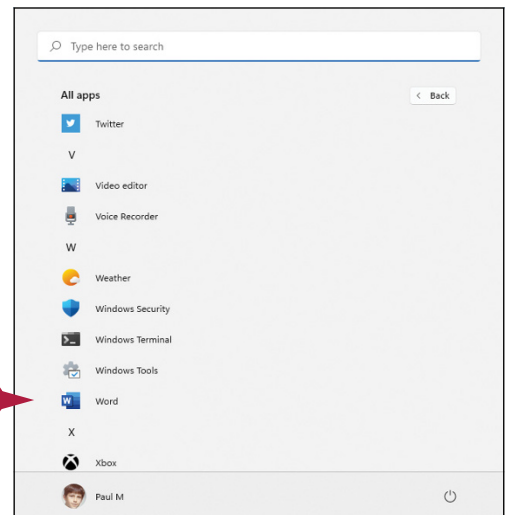 Type here to search
All apps
Back
Twitter
V
Video editor
Voice Recorder
W
Weather
Windows Security
Windows Terminal
Windows Tools
Word
X
Xbox
Paul M